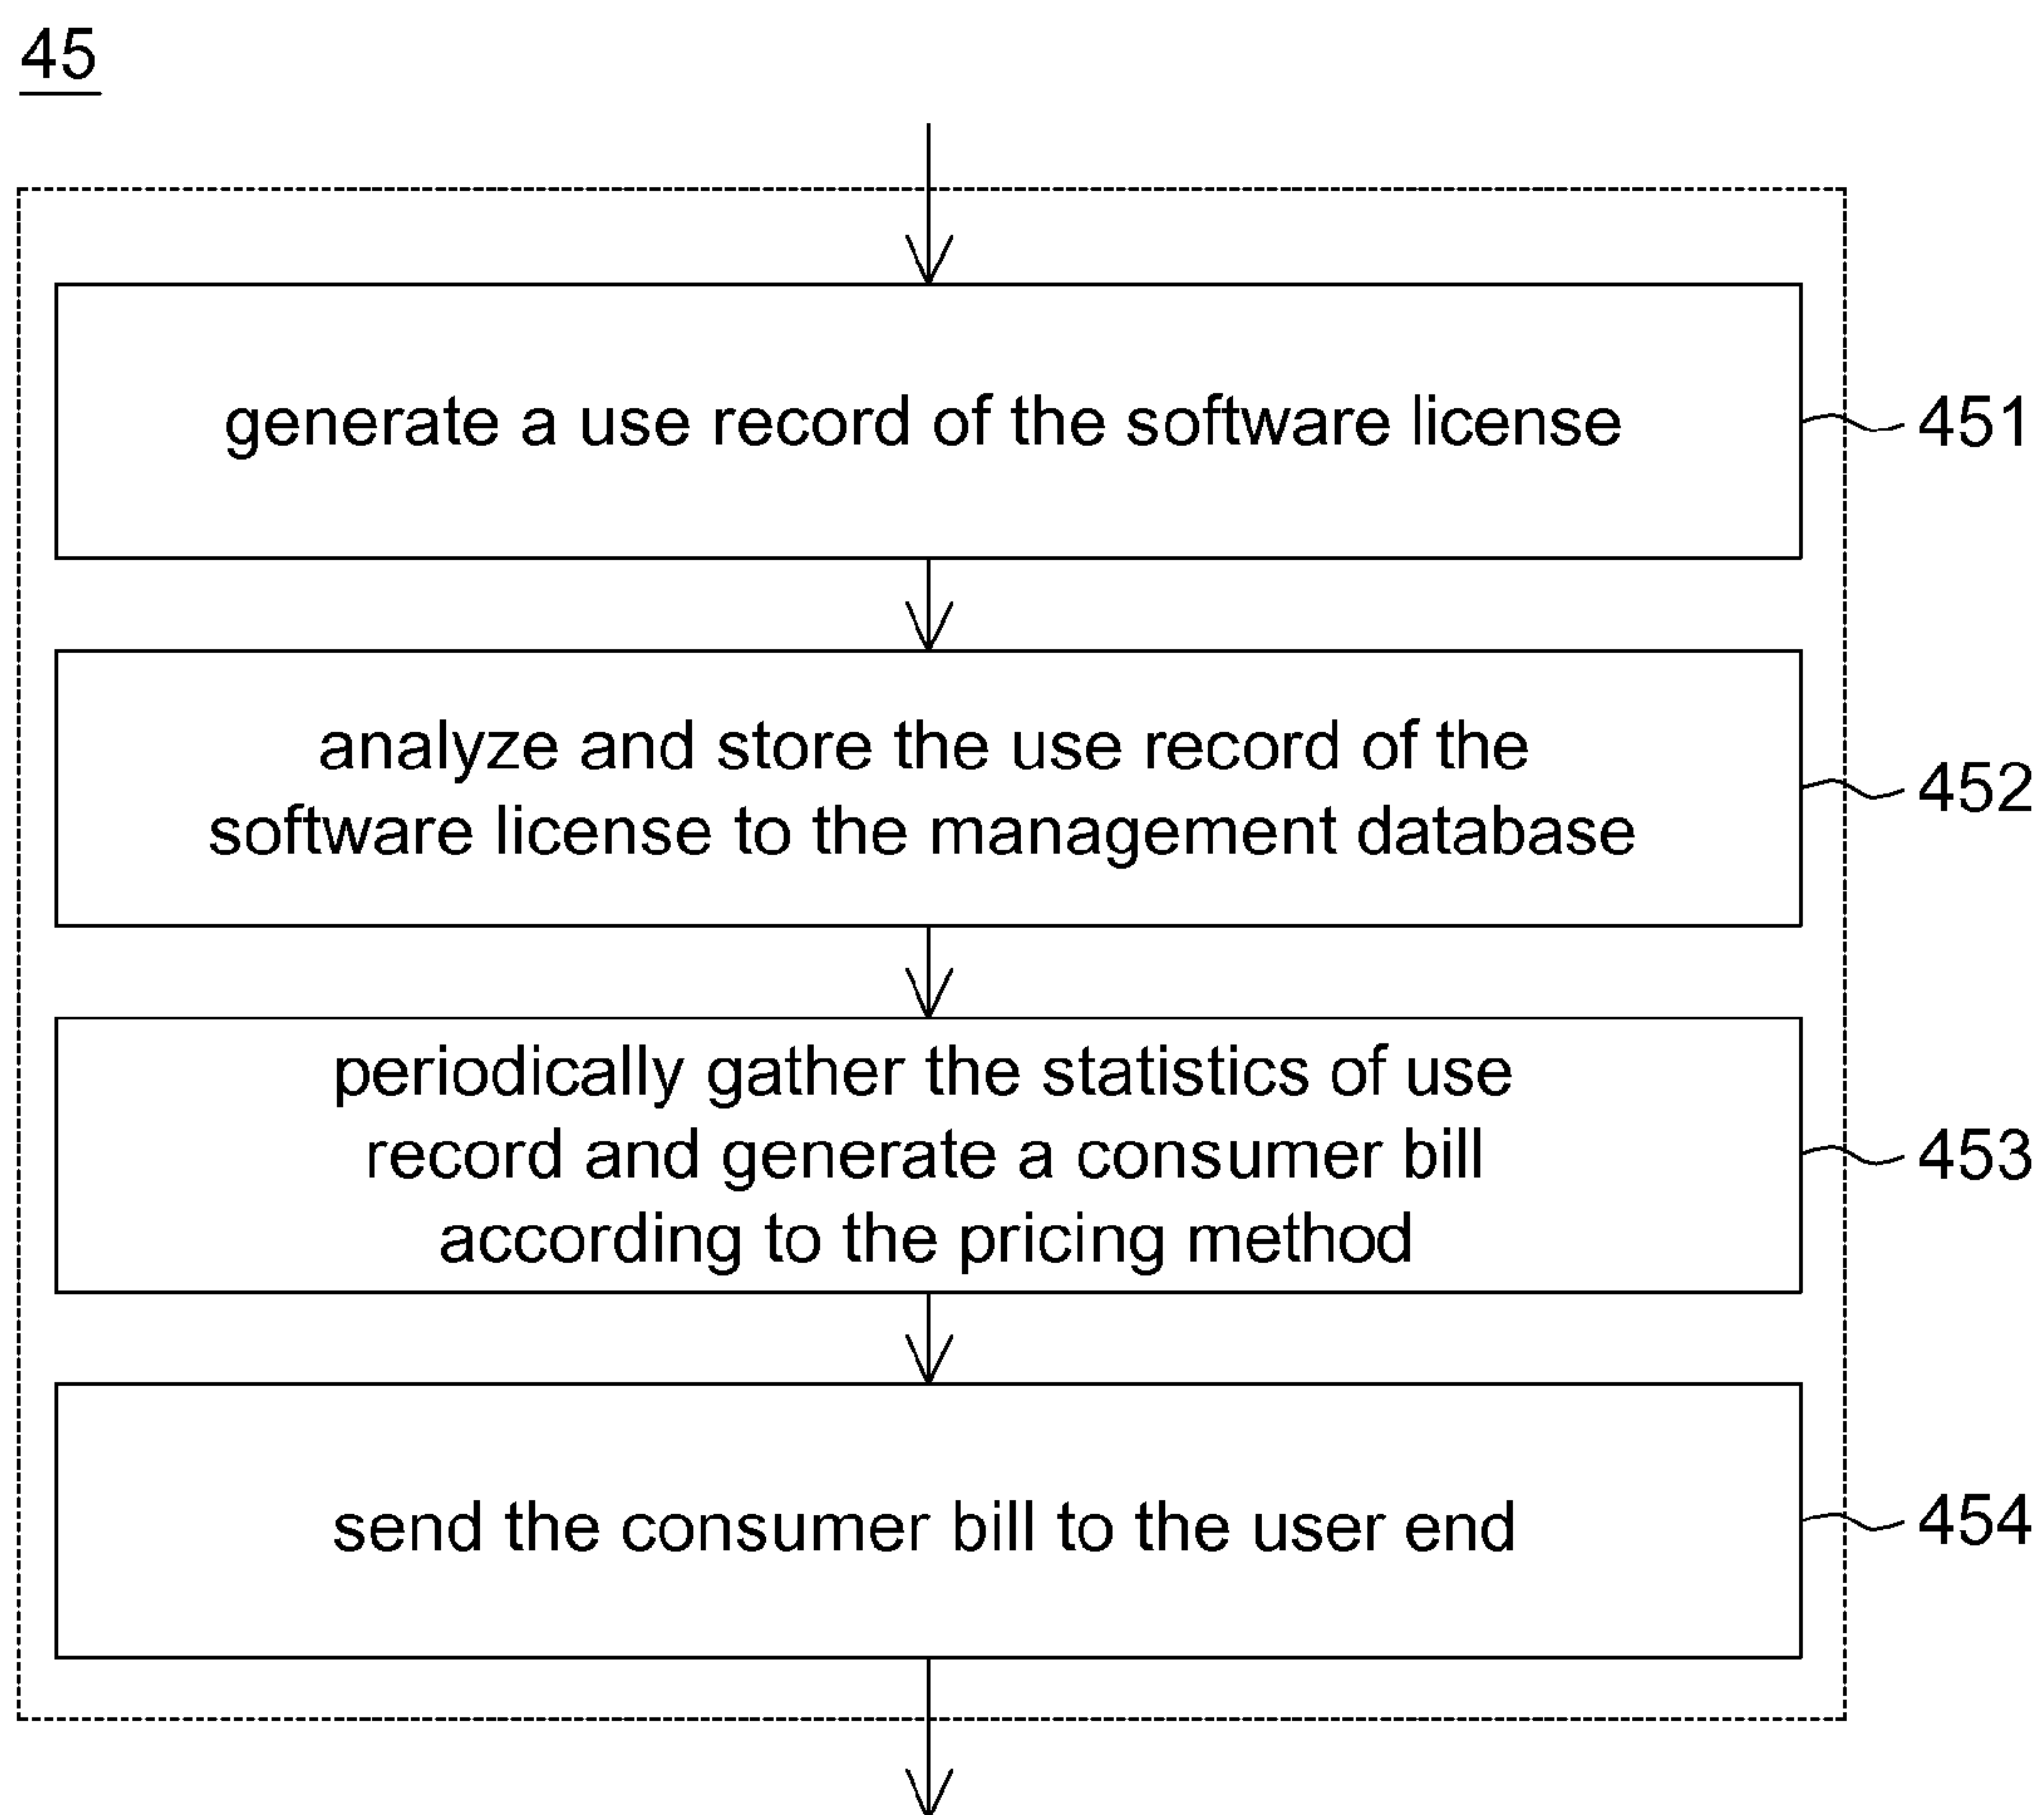 45
generate a use record of the software license
451
analyze and store the use record of the
software license to the management database
452
periodically gather the statistics of use
record and generate a consumer bill
according to the pricing method
453
send the consumer bill to the user end
454